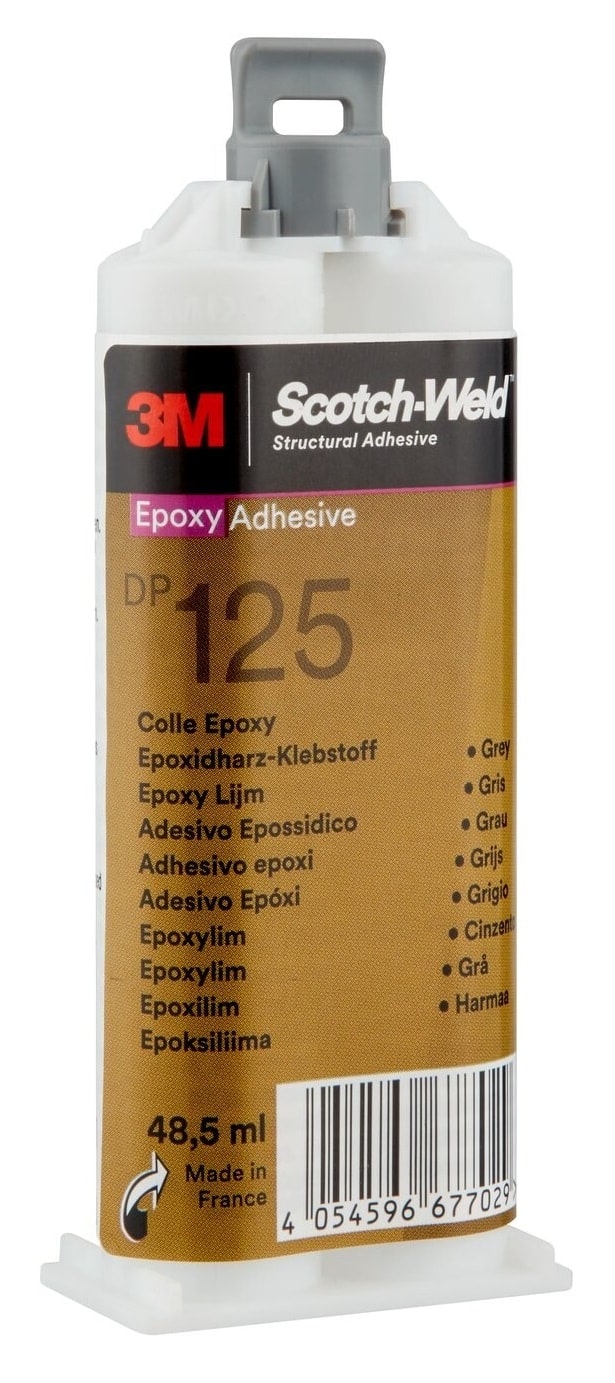 3M
Scotch-Weld™
Structural Adhesive
Epoxy Adhesive
DP 125
Colle Epoxy
Epoxidharz-Klebstoff
Epoxy Lijm
Adesivo Epossidico
Adhesivo epoxi
Adesivo Epóxi
Epoxylim
Epoxylim
Epoxilim
Epoksiliima
• Grey
• Gris
• Grau
• Grijs
• Grigio
• Cinzento
• Grå
• Harmaa
48,5 ml
Made in
France
4 054596 677029 >